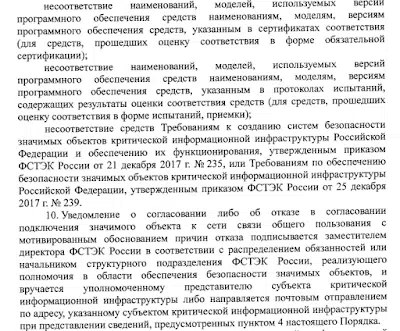 несоответствие наименований, моделей, используемых версий
программного обеспечения средств наименованиям, моделям, версиям
программного обеспечения средств, указанным в сертификатах соответствия
(для средств, прошедших оценку соответствия в форме обязательной
сертификации);
несоответствие наименований, моделей, используемых версий
программного обеспечения средств наименованиям, моделям, версиям
программного обеспечения средств, указанным в протоколах испытаний,
содержащих результаты оценки соответствия средств (для средств, прошедших
оценку соответствия в форме испытаний, приемки);
несоответствие средств Требованиям к созданию систем безопасности
значимых объектов критической информационной инфраструктуры Российской
Федерации и обеспечению их функционирования, утвержденным приказом
ФСТЭК России от 21 декабря 2017 г. № 235, или Требованиям по обеспечению
безопасности значимых объектов критической информационной инфраструктуры
Российской Федерации, утвержденным приказом ФСТЭК России от 25 декабря
2017 г. № 239.
10. Уведомление о согласовании либо об отказе в согласовании
подключения значимого объекта к сети связи общего пользования с
мотивированным обоснованием причин отказа подписывается заместителем
директора ФСТЭК России в соответствии с распределением обязанностей или
начальником структурного подразделения ФСТЭК России, реализующего
полномочия в области обеспечения безопасности значимых объектов, и
вручается уполномоченному представителю субъекта критической
информационной инфраструктуры либо направляется почтовым отправлением
по адресу, указанному субъектом критической информационной инфраструктуры
при представлении сведений, предусмотренных пунктом 4 настоящего Порядка.